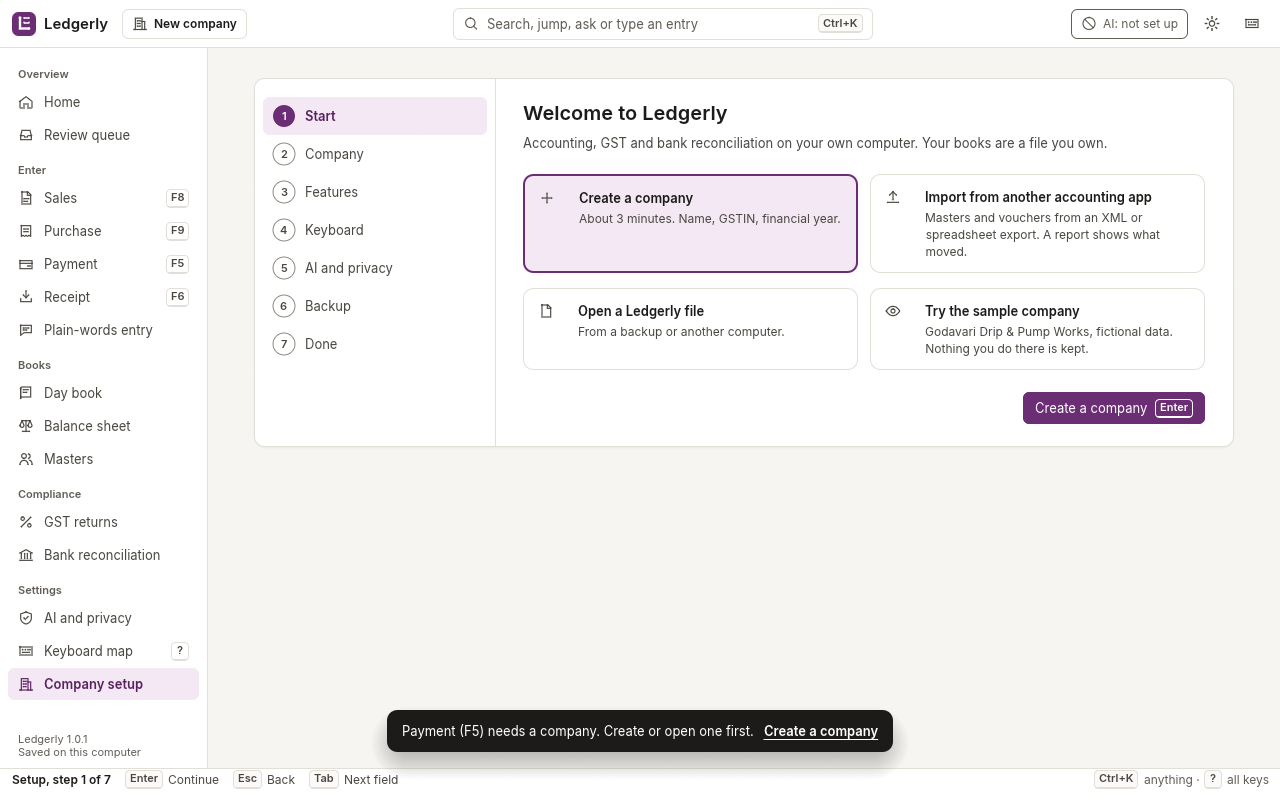 Ledgerly
New company
Search, jump, ask or type an entry
Ctrl+K
AI: not set up
Overview
Home
Review queue
Enter
Sales F8
Purchase F9
Payment F5
Receipt F6
Plain-words entry
Books
Day book
Balance sheet
Masters
Compliance
GST returns
Bank reconciliation
Settings
AI and privacy
Keyboard map ?
Company setup
Ledgerly 1.0.1
Saved on this computer
1 Start
2 Company
3 Features
4 Keyboard
5 AI and privacy
6 Backup
7 Done
Welcome to Ledgerly
Accounting, GST and bank reconciliation on your own computer. Your books are a file you own.
Create a company
About 3 minutes. Name, GSTIN, financial year.
Import from another accounting app
Masters and vouchers from an XML or
spreadsheet export. A report shows what
moved.
Open a Ledgerly file
From a backup or another computer.
Try the sample company
Godavari Drip & Pump Works, fictional data.
Nothing you do there is kept.
Create a company Enter
Payment (F5) needs a company. Create or open one first. Create a company
Setup, step 1 of 7 Enter Continue Esc Back Tab Next field
Ctrl+K anything · ? all keys